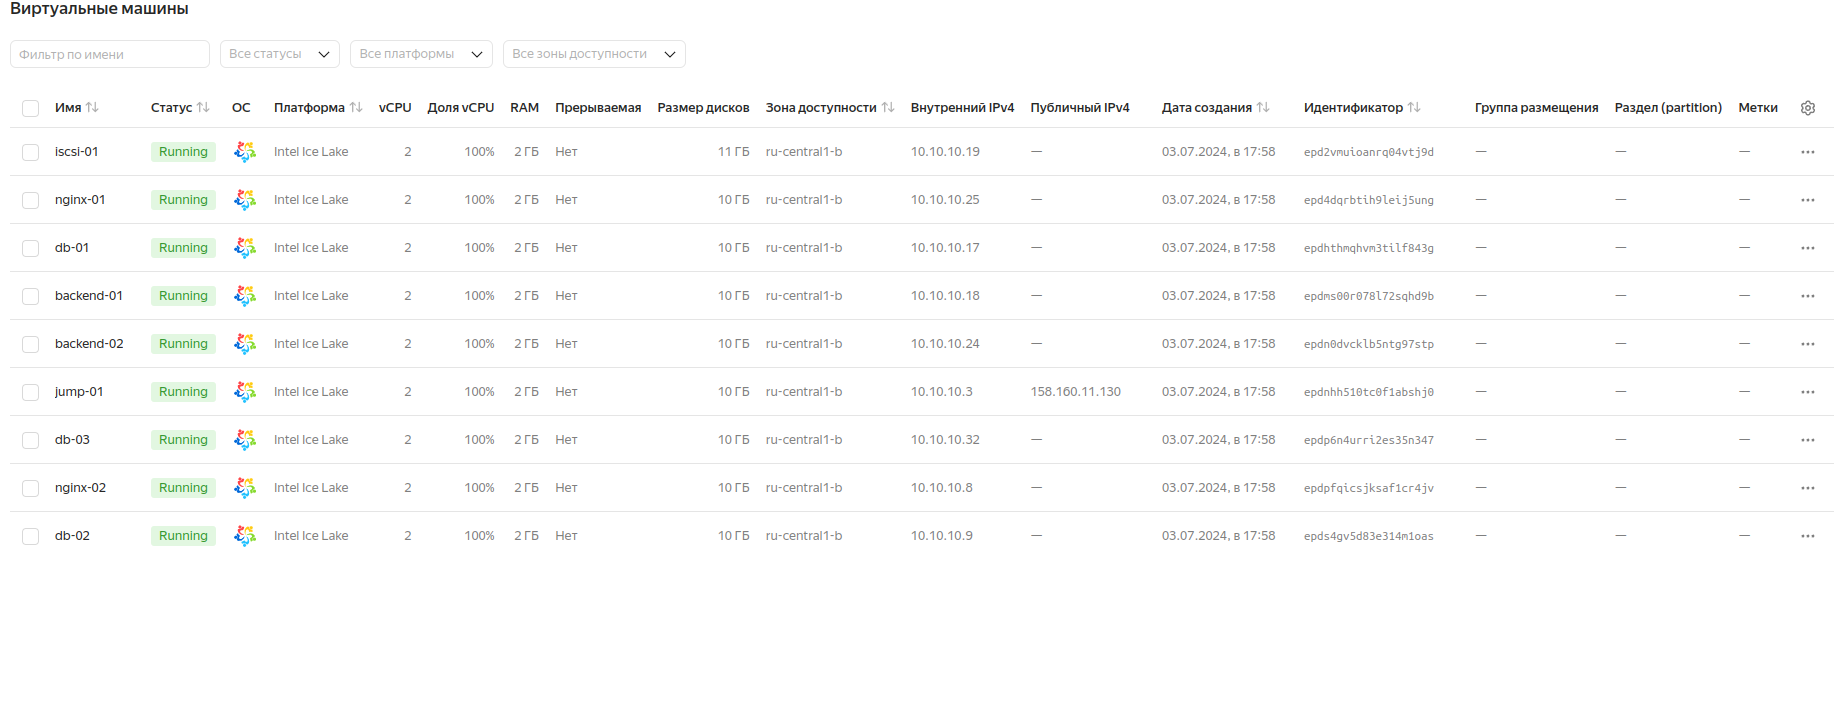 Виртуальные машины
Фильтр по имени Все статусы Все платформы Все зоны доступности
Имя Статус ОС Платформа vCPU Доля vCPU RAM Прерываемая Размер дисков Зона доступности Внутренний IPv4 Публичный IPv4 Дата создания Идентификатор Группа размещения Раздел (partition) Метки
iscsi-01 Running Intel Ice Lake 2 100% 2 ГБ Нет 11 ГБ ru-central1-b 10.10.10.19 — 03.07.2024, в 17:58 epd2vmuioanrq04vtj9d — — —
nginx-01 Running Intel Ice Lake 2 100% 2 ГБ Нет 10 ГБ ru-central1-b 10.10.10.25 — 03.07.2024, в 17:58 epd4dqrbtih9leij5ung — — —
db-01 Running Intel Ice Lake 2 100% 2 ГБ Нет 10 ГБ ru-central1-b 10.10.10.17 — 03.07.2024, в 17:58 epdhthmqhvm3tilf843g — — —
backend-01 Running Intel Ice Lake 2 100% 2 ГБ Нет 10 ГБ ru-central1-b 10.10.10.18 — 03.07.2024, в 17:58 epdms00r078l72sqhd9b — — —
backend-02 Running Intel Ice Lake 2 100% 2 ГБ Нет 10 ГБ ru-central1-b 10.10.10.24 — 03.07.2024, в 17:58 epdn0dvcklb5ntg97stp — — —
jump-01 Running Intel Ice Lake 2 100% 2 ГБ Нет 10 ГБ ru-central1-b 10.10.10.3 158.160.11.130 03.07.2024, в 17:58 epdnhh510tc0f1abshj0 — — —
db-03 Running Intel Ice Lake 2 100% 2 ГБ Нет 10 ГБ ru-central1-b 10.10.10.32 — 03.07.2024, в 17:58 epdp6n4urri2es35n347 — — —
nginx-02 Running Intel Ice Lake 2 100% 2 ГБ Нет 10 ГБ ru-central1-b 10.10.10.8 — 03.07.2024, в 17:58 epdpfqicsjksaf1cr4jv — — —
db-02 Running Intel Ice Lake 2 100% 2 ГБ Нет 10 ГБ ru-central1-b 10.10.10.9 — 03.07.2024, в 17:58 epds4gv5d83e314m1oas — — —